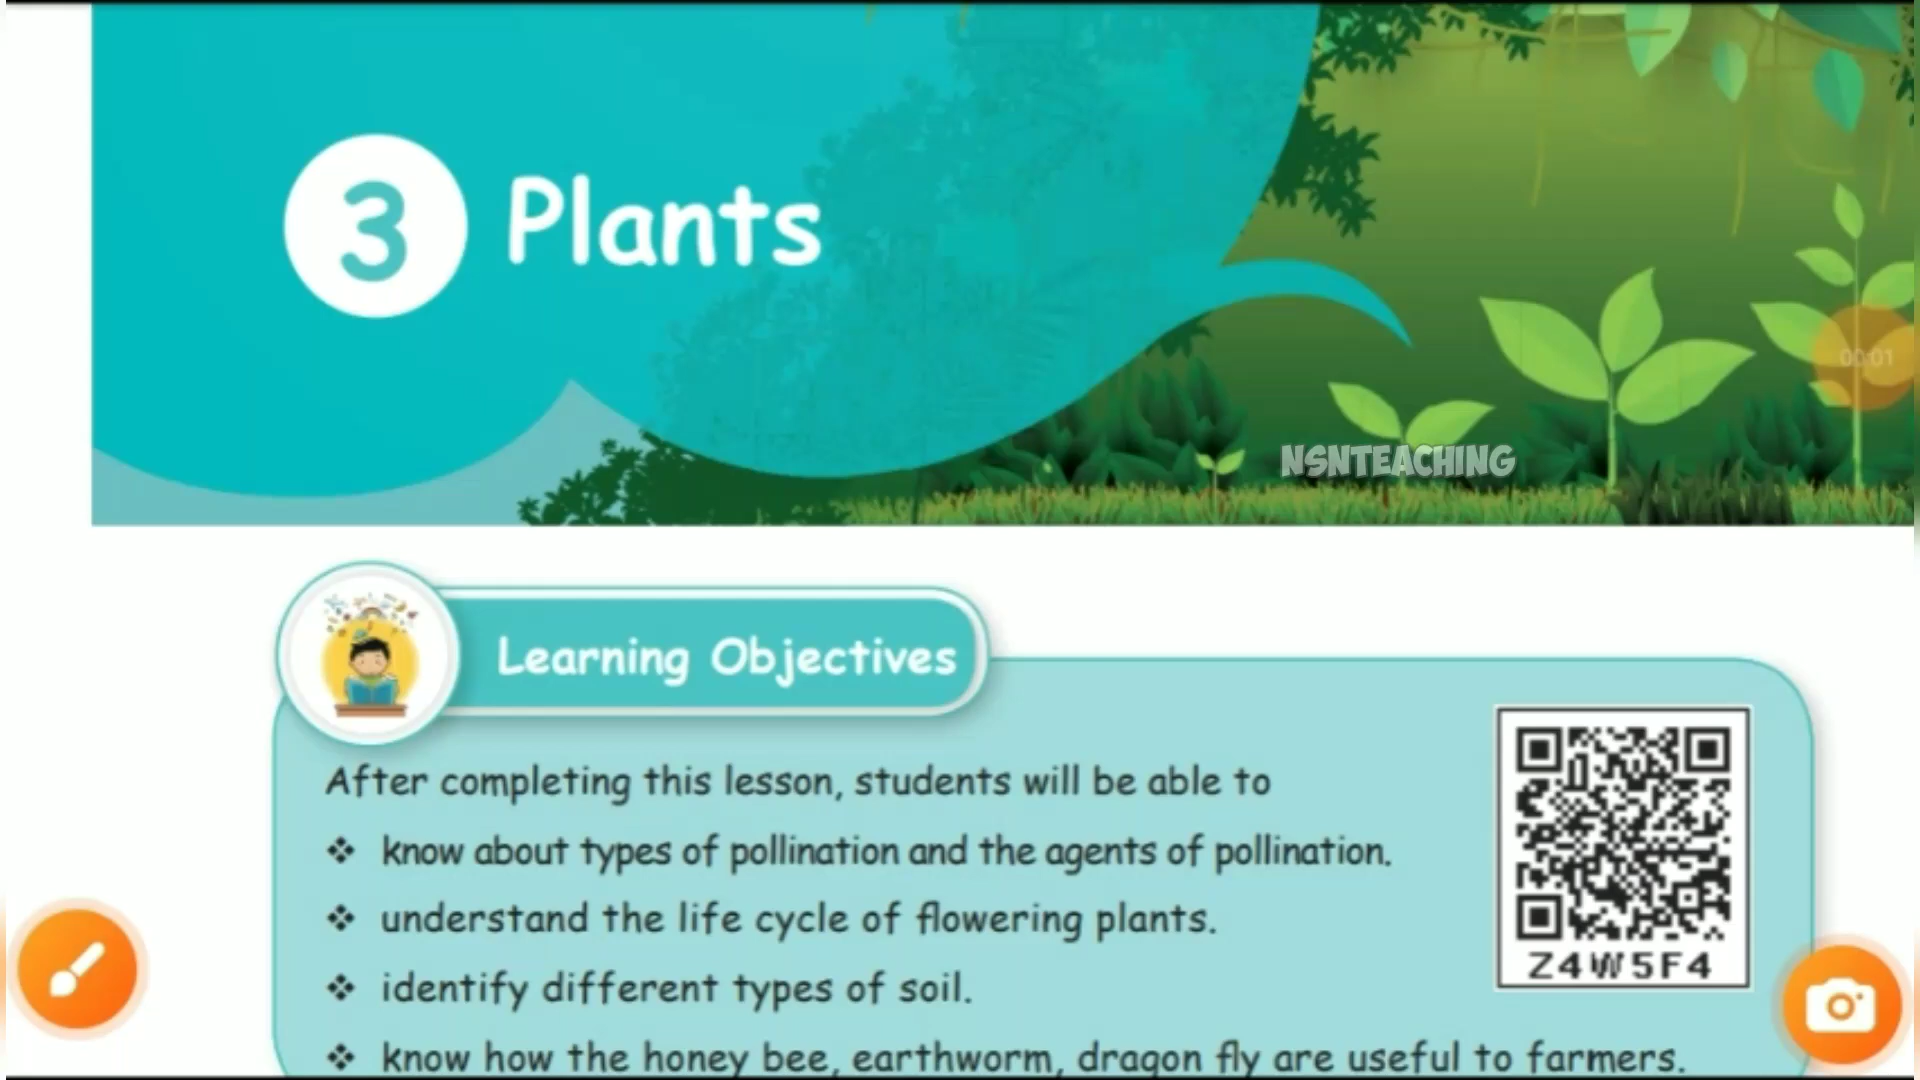 3 Plants
00:01
NSNTEACHING
Learning Objectives
After completing this lesson, students will be able to
❖ know about types of pollination and the agents of pollination.
❖ understand the life cycle of flowering plants.
❖ identify different types of soil.
❖ know how the honey bee, earthworm, dragon fly are useful to farmers.
Z4W5F4